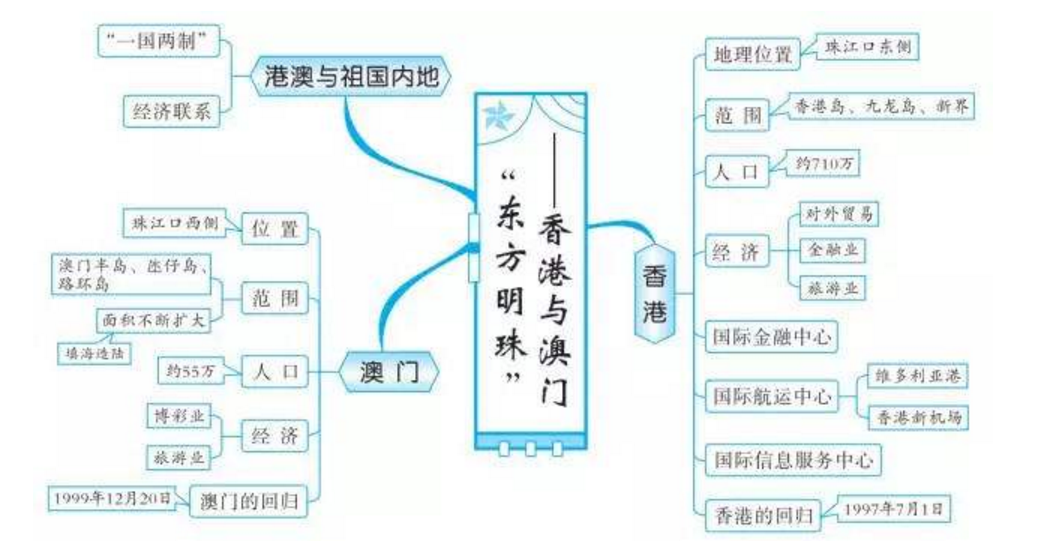 “东方明珠”
——香港与澳门
港澳与祖国内地
“一国两制”
经济联系
澳门
位置
珠江口西侧
范围
澳门半岛、氹仔岛、
路环岛
面积不断扩大
填海造陆
人口
约55万
经济
博彩业
旅游业
澳门的回归
1999年12月20日
香港
地理位置
珠江口东侧
范围
香港岛、九龙岛、新界
人口
约710万
经济
对外贸易
金融业
旅游业
国际金融中心
国际航运中心
维多利亚港
香港新机场
国际信息服务中心
香港的回归
1997年7月1日